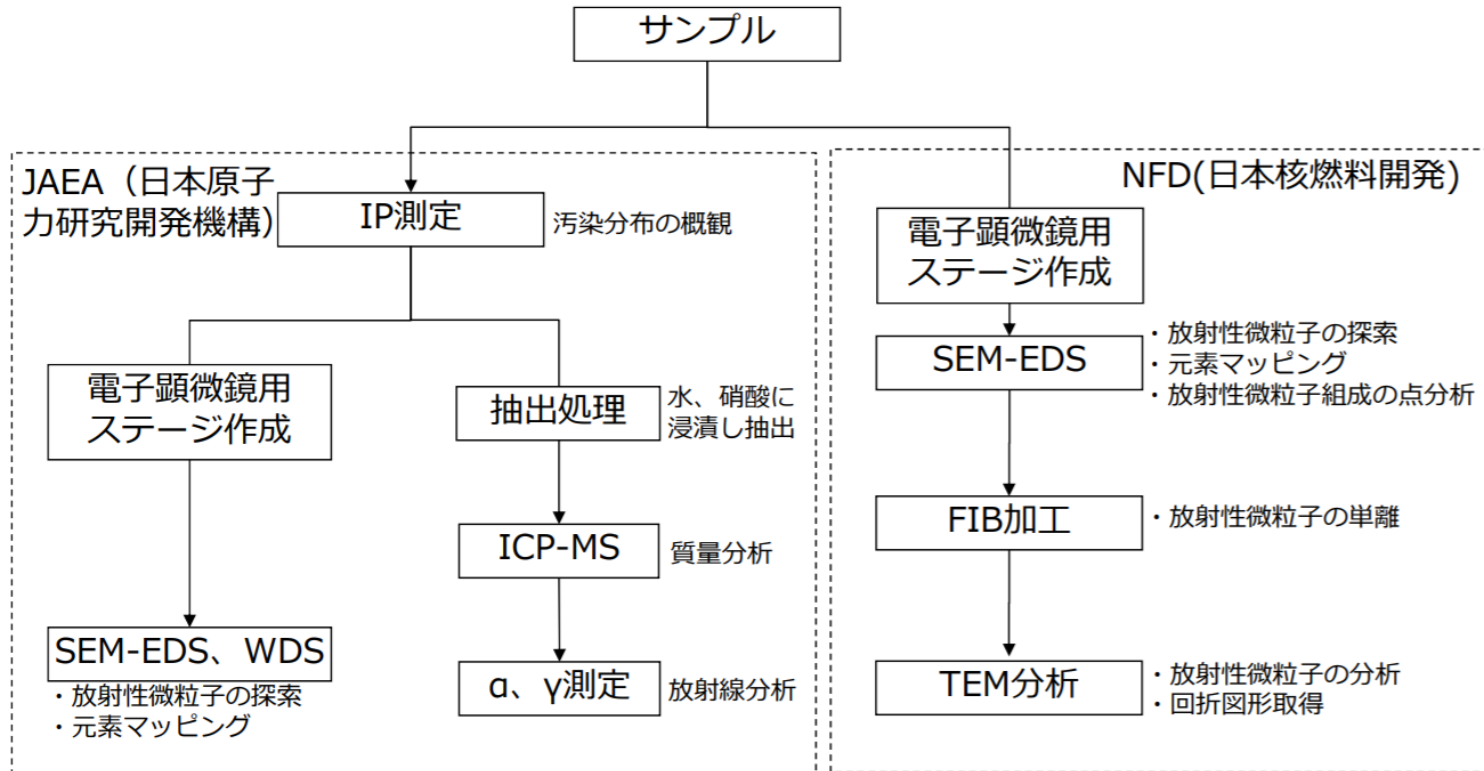 サンプル
JAEA（日本原子
力研究開発機構）
IP測定
汚染分布の概観
電子顕微鏡用
ステージ作成
SEM-EDS、WDS
・放射性微粒子の探索
・元素マッピング
抽出処理
水、硝酸に
浸漬し抽出
ICP-MS
質量分析
α、γ測定
放射線分析
NFD(日本核燃料開発)
電子顕微鏡用
ステージ作成
SEM-EDS
・放射性微粒子の探索
・元素マッピング
・放射性微粒子組成の点分析
FIB加工
・放射性微粒子の単離
TEM分析
・放射性微粒子の分析
・回折図形取得